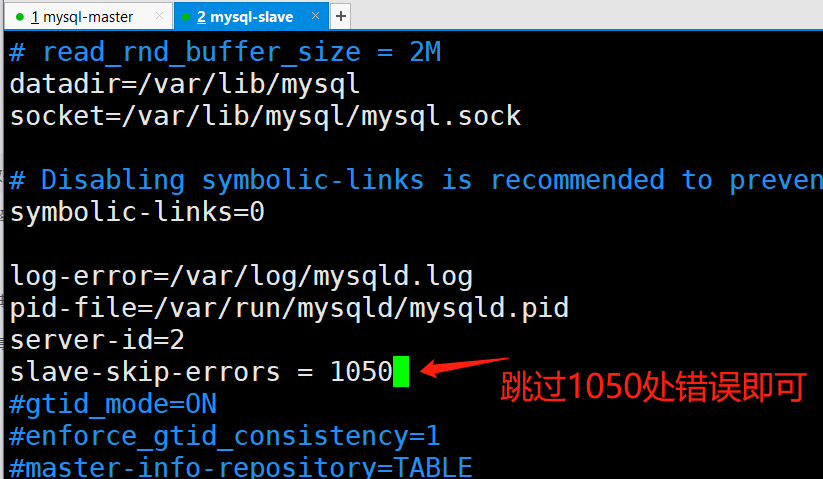 1 mysql-master
2 mysql-slave
# read_rnd_buffer_size = 2M
datadir=/var/lib/mysql
socket=/var/lib/mysql/mysql.sock
# Disabling symbolic-links is recommended to preven
symbolic-links=0
log-error=/var/log/mysqld.log
pid-file=/var/run/mysqld/mysqld.pid
server-id=2
slave-skip-errors = 1050
跳过1050处错误即可
#gtid_mode=ON
#enforce_gtid_consistency=1
#master-info-repository=TABLE